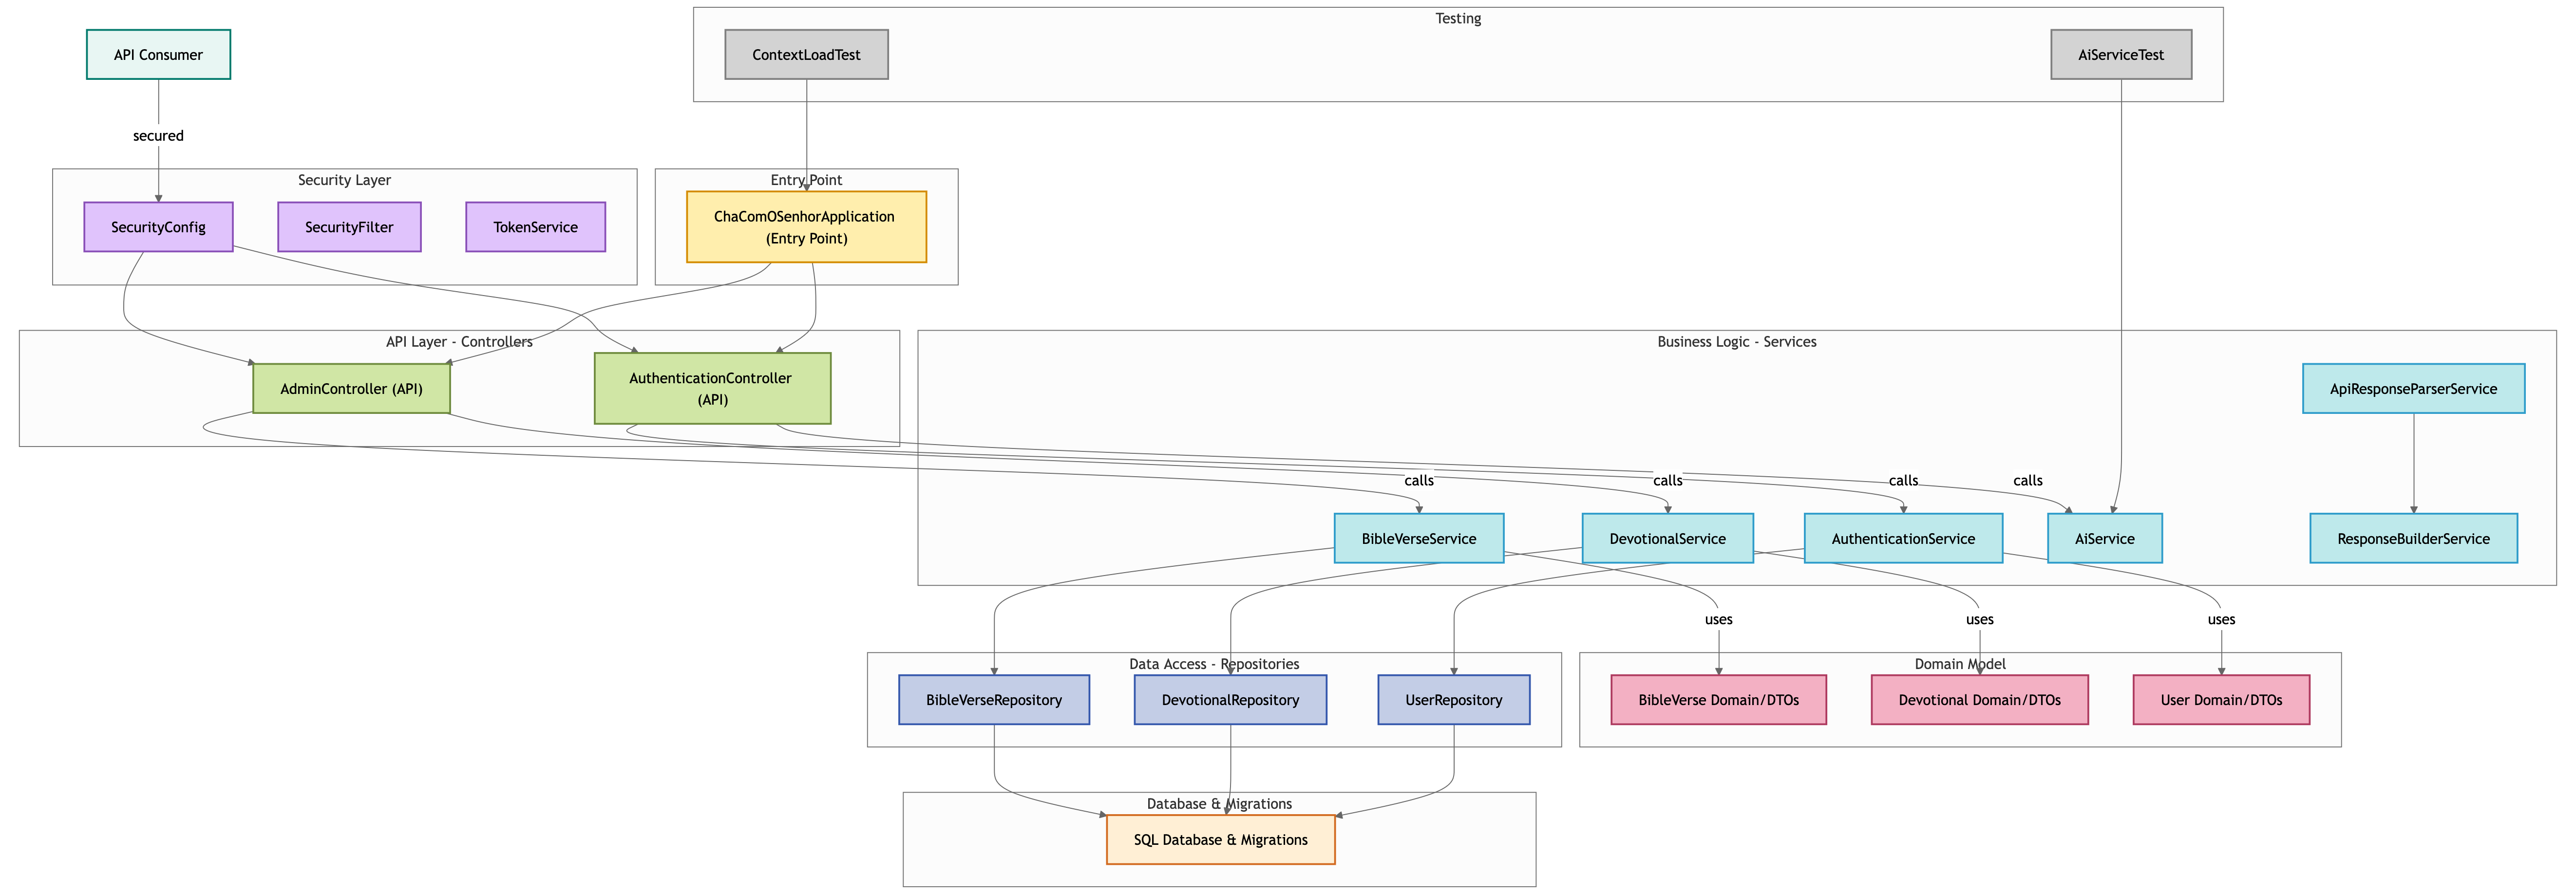 Testing
API Consumer
ContextLoadTest
AiServiceTest
secured
Security Layer
Entry Point
SecurityConfig
SecurityFilter
TokenService
ChaComOSenhorApplication
(Entry Point)
API Layer - Controllers
Business Logic - Services
AdminController (API)
AuthenticationController
(API)
ApiResponseParserService
calls
calls
calls
calls
BibleVerseService
DevotionalService
AuthenticationService
AiService
ResponseBuilderService
uses
uses
uses
Data Access - Repositories
Domain Model
BibleVerseRepository
DevotionalRepository
UserRepository
BibleVerse Domain/DTOs
Devotional Domain/DTOs
User Domain/DTOs
Database & Migrations
SQL Database & Migrations